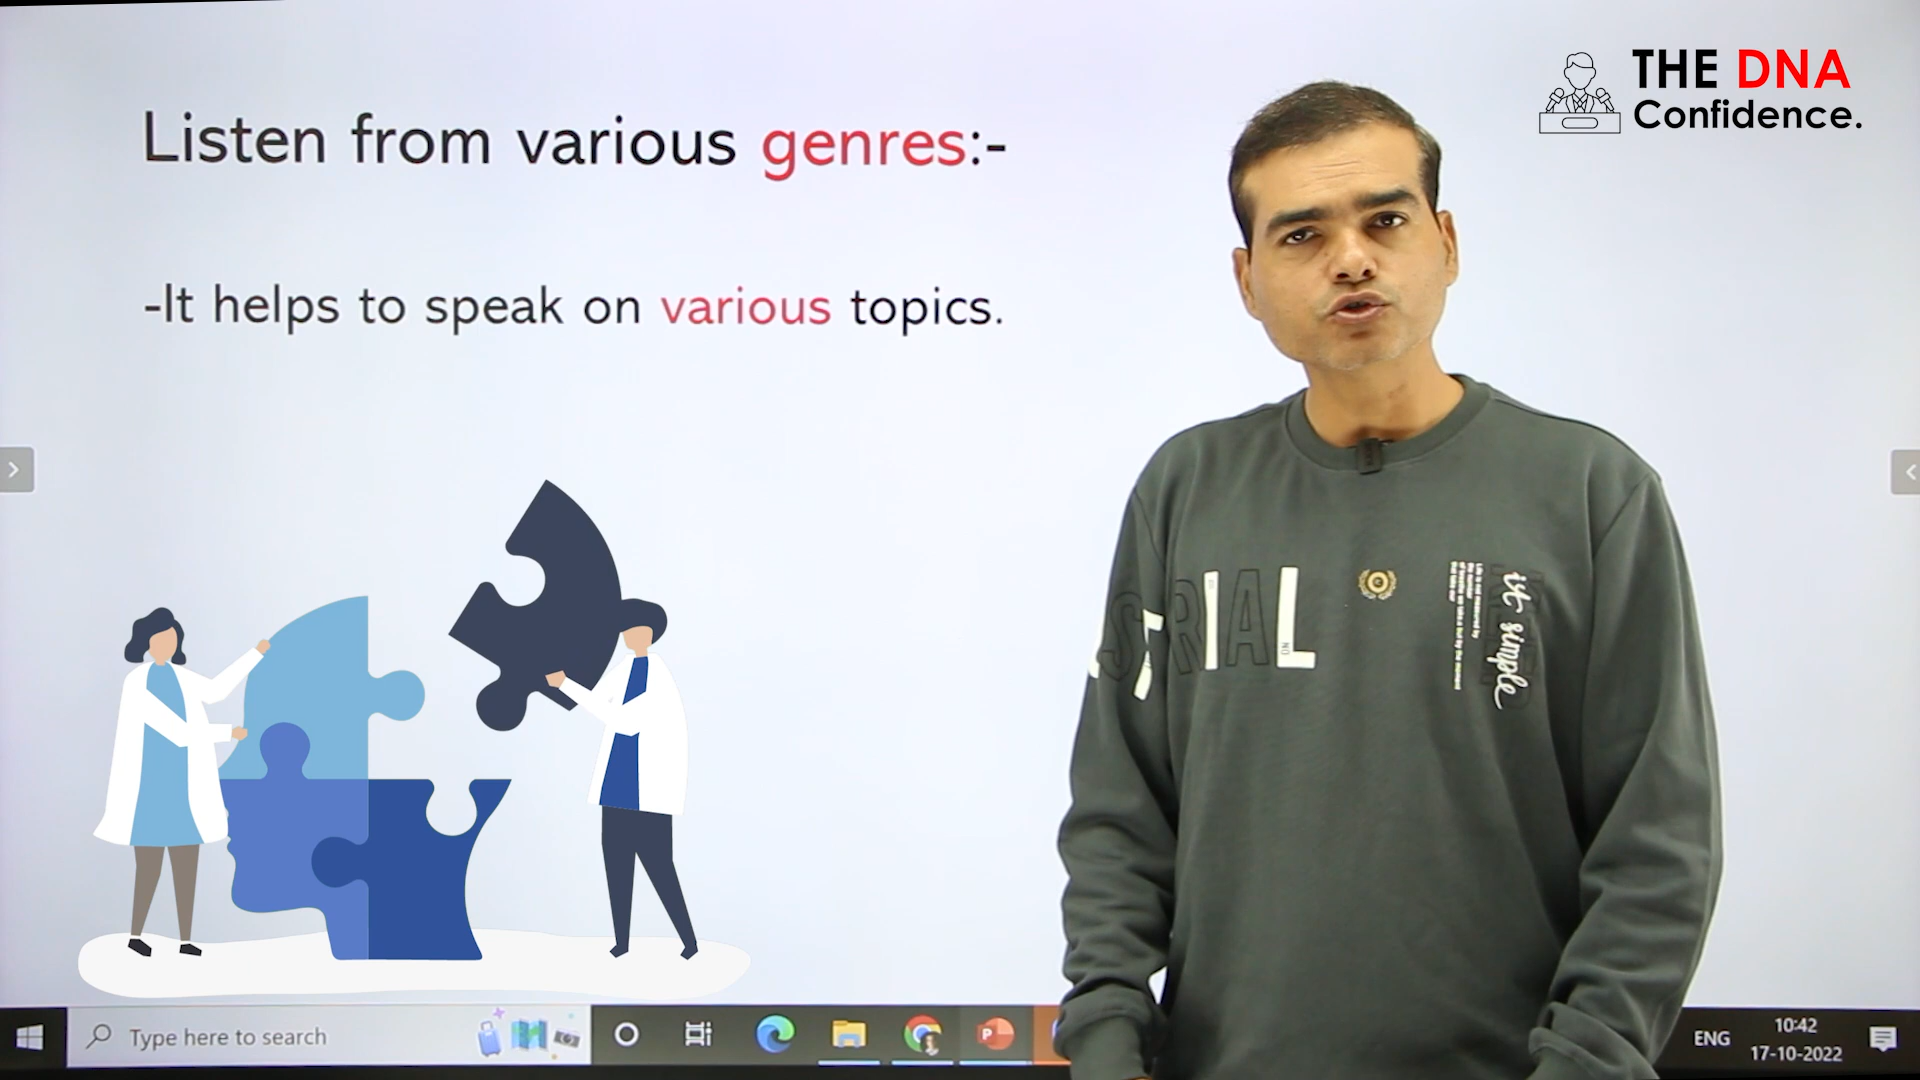 THE DNA
Confidence.
Listen from various genres:-
-It helps to speak on various topics.
RIAL
it simple
Type here to search
ENG
10:42
17-10-2022